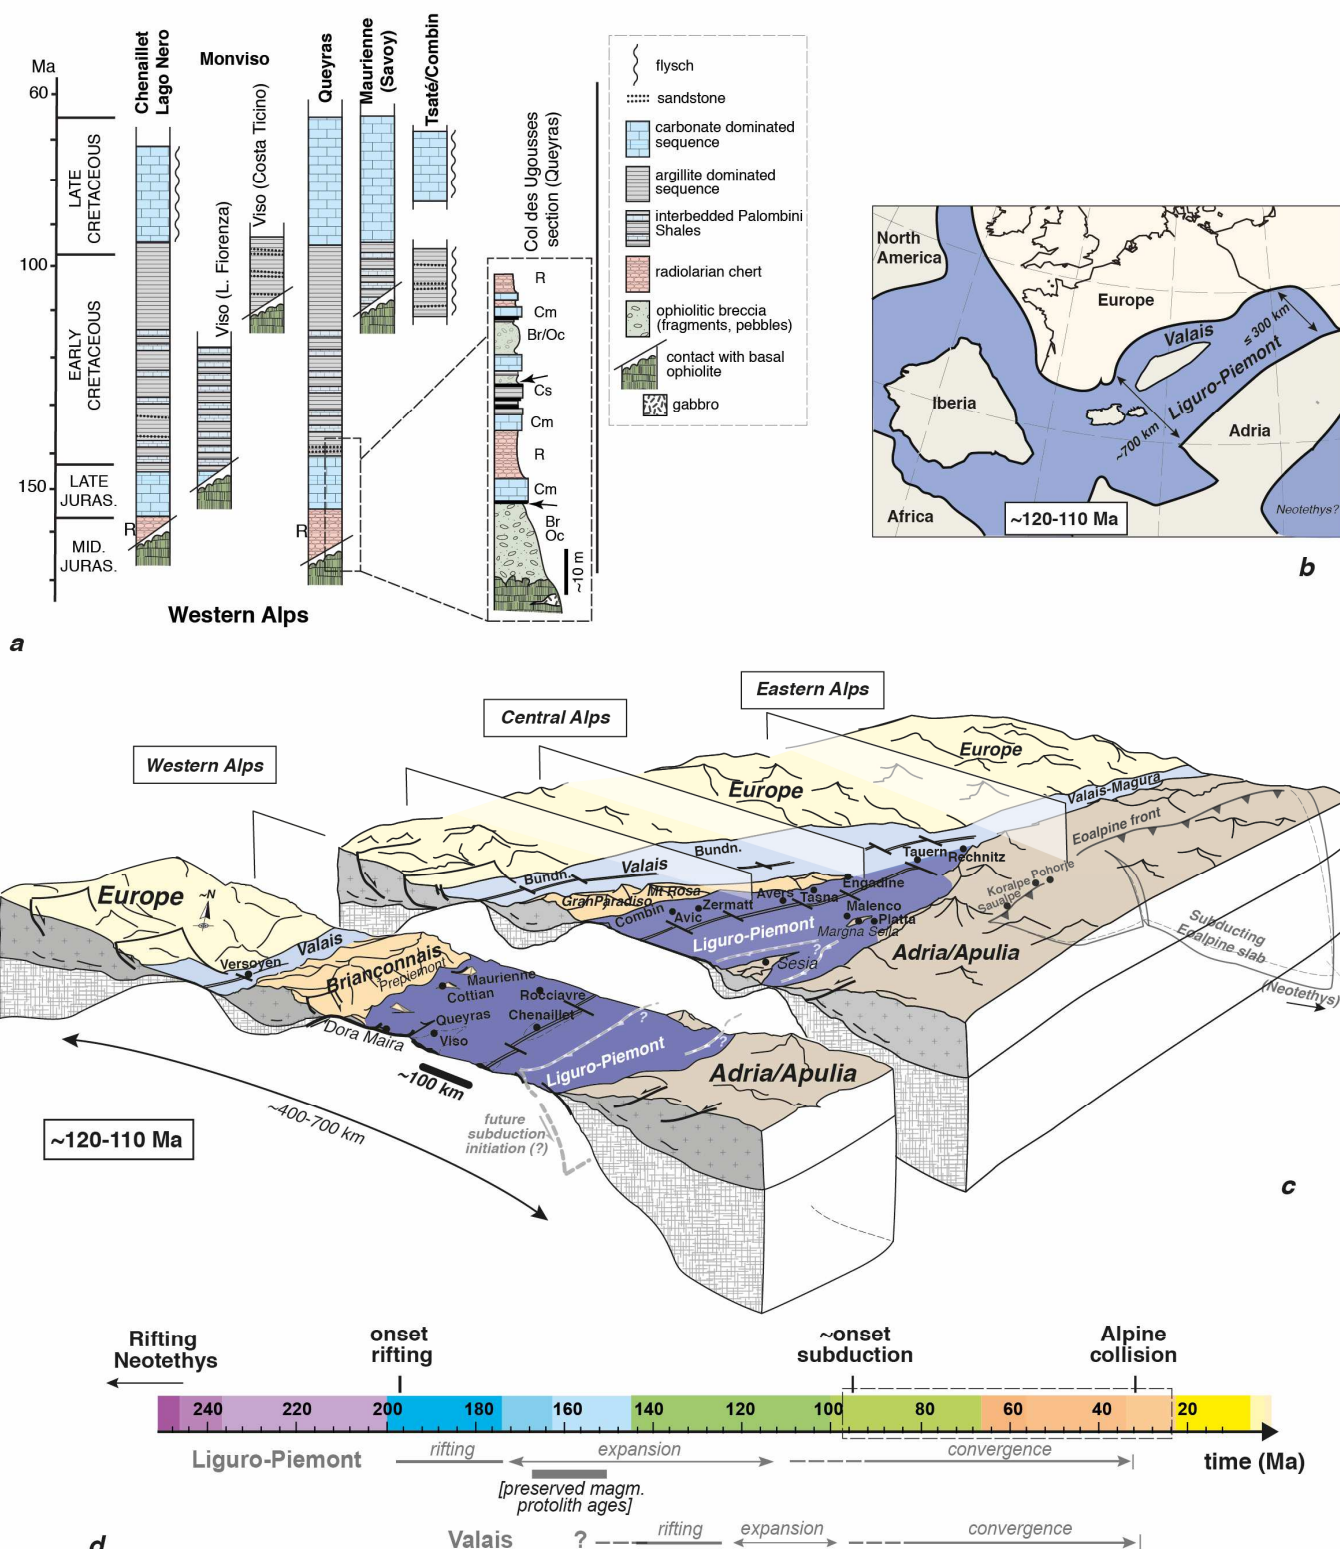 Ma
60
100
150
LATE
CRETACEOUS
EARLY
CRETACEOUS
LATE
JURAS.
MID.
JURAS.
Chenaillet
Lago Nero
Monviso
Viso (L. Fiorenza)
Viso (Costa Ticino)
Queyras
Maurienne
(Savoy)
Tsaté/Combin
R
R
Western Alps
Col des Ugousses
section (Queyras)
R
Cm
Br/Oc
Cs
Cm
R
Cm
Br
Oc
~10 m
flysch
sandstone
carbonate dominated
sequence
argillite dominated
sequence
interbedded Palombini
Shales
radiolarian chert
ophiolitic breccia
(fragments, pebbles)
contact with basal
ophiolite
gabbro
a
North
America
Europe
Valais
≤300 km
Liguro-Piemont
Iberia
~700 km
Adria
Africa
~120-110 Ma
Neotethys?
b
Eastern Alps
Central Alps
Western Alps
Europe
Europe
Valais-Magura
Eoalpine front
Bundn.
Valais
Bundn.
Tauern
Rechnitz
Koralpe
Pohorje
Saualpe
Engadine
Mt Rosa
GranParadiso
Avers
Tasna
Combin
Zermatt
Avic
Malenco
Platta
Margna Sella
Liguro-Piemont
?
Sesia
Adria/Apulia
Subducting
Eoalpine slab
(Neotethys)
Europe
~N
Valais
Versoyen
Briançonnais
Prepiemont
Maurienne
Cottian
Rocciavre
Queyras
Chenaillet
Viso
Dora Maira
?
?
Liguro-Piemont
Adria/Apulia
~100 km
~400-700 km
future
subduction
initiation (?)
~120-110 Ma
c
Rifting
Neotethys
onset
rifting
~onset
subduction
Alpine
collision
240 220 200 180 160 140 120 100 80 60 40 20
Liguro-Piemont
rifting
expansion
convergence
time (Ma)
[preserved magm.
protolith ages]
Valais
?
rifting
expansion
convergence
d